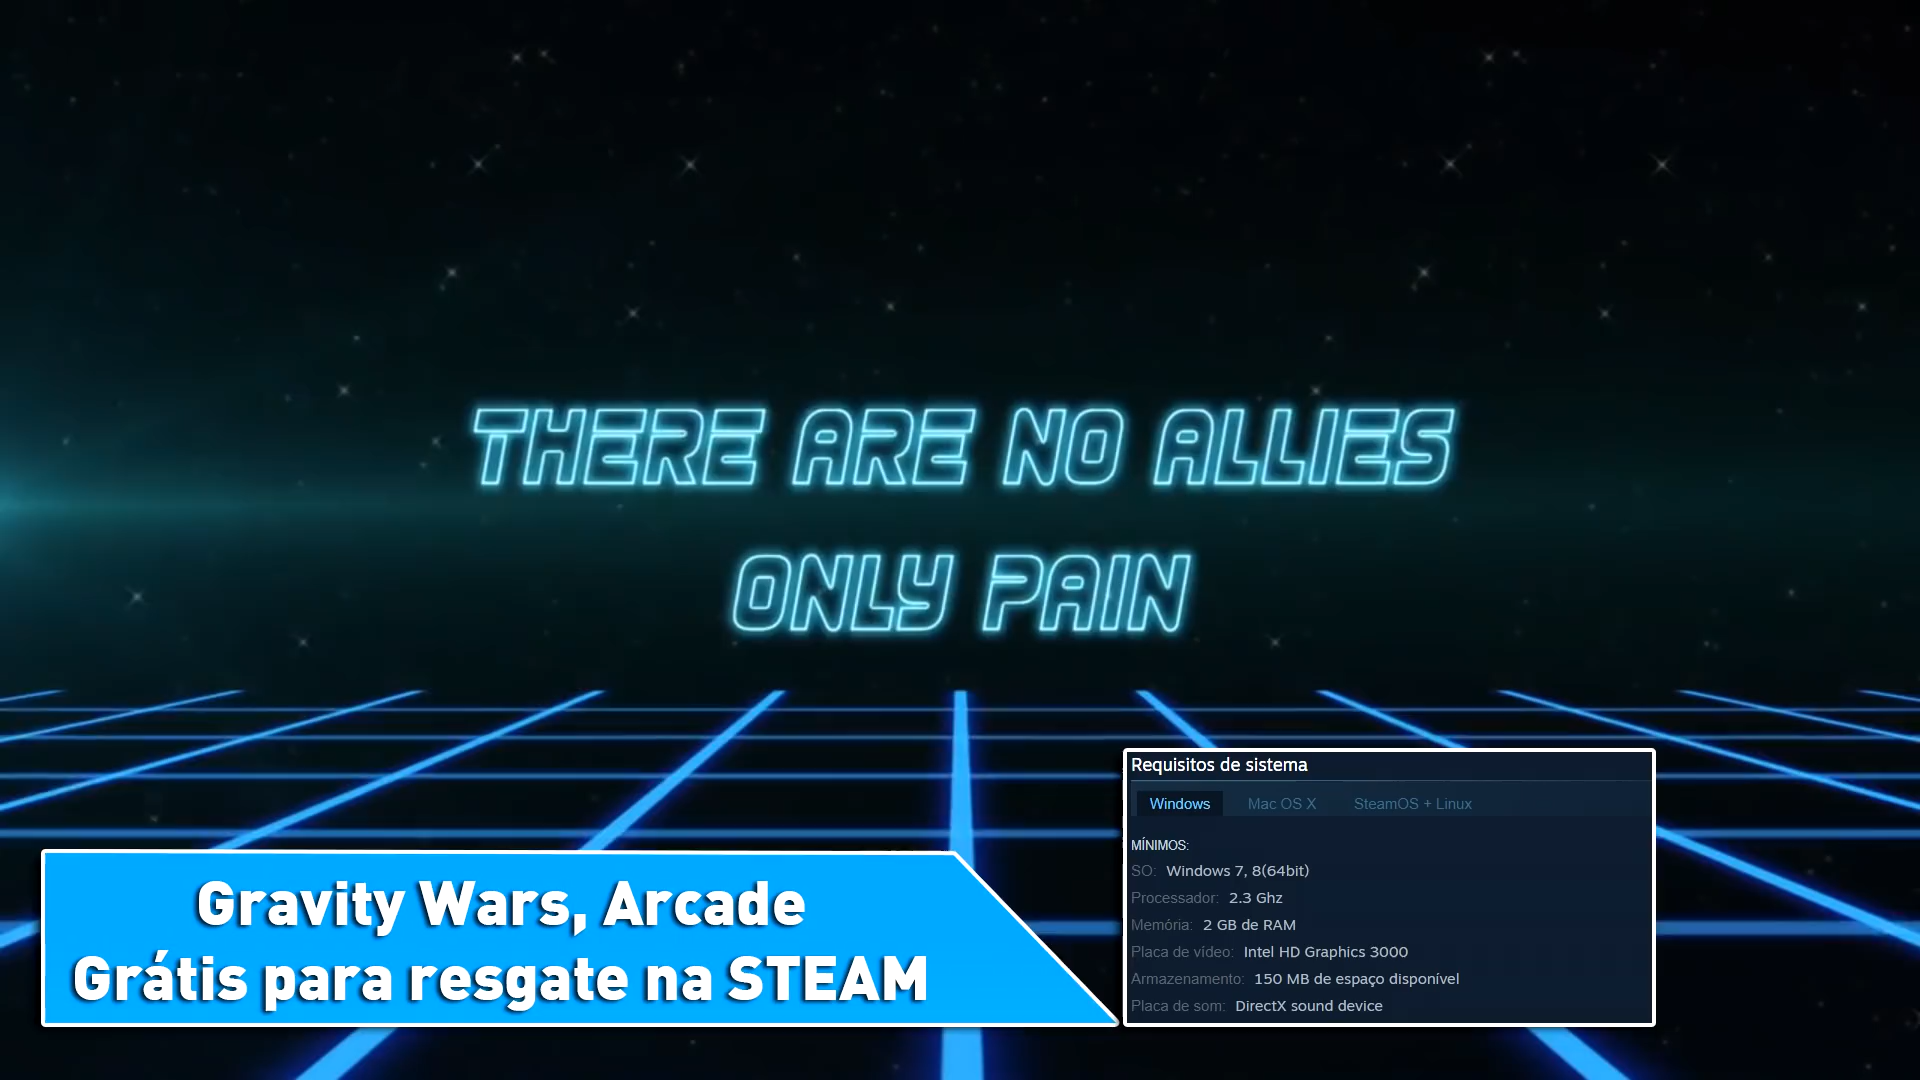 THERE ARE NO ALLIES
ONLY PAIN
Gravity Wars, Arcade
Grátis para resgate na STEAM
Requisitos de sistema
Windows Mac OS X SteamOS + Linux
MÍNIMOS:
SO: Windows 7, 8(64bit)
Processador: 2.3 Ghz
Memória: 2 GB de RAM
Placa de vídeo: Intel HD Graphics 3000
Armazenamento: 150 MB de espaço disponível
Placa de som: DirectX sound device